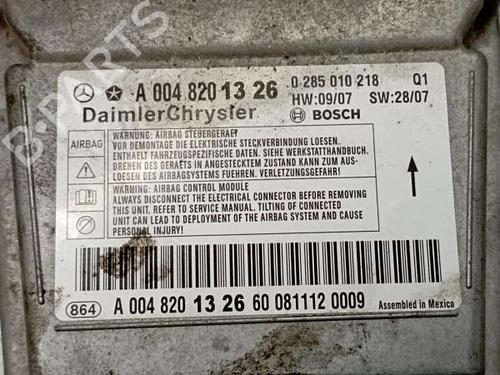 B-PARTS
A 004 820 13 26
0 285 010 218 Q1
HW:09/07 SW:28/07
DaimlerChrysler
BOSCH
AIRBAG
WARNUNG: AIRBAG STEUERGERAET
VOR DEMONTAGE DIE ELEKTRISCHE STECKVERBINDUNG LOESEN.
ENTHAELT FAHRZEUGSPEZIFISCHE DATEN. SIEHE WERKSTATTHANDBUCH.
DREHEN DES GERAETS IN ANGESTECKTEM ZUSTAND KANN ZUM AUS-
LOESEN DES AIRBAGSYSTEMS FUEHREN. VERLETZUNGSGEFAHR!
WARNING: AIRBAG CONTROL MODULE
ALWAYS DISCONNECT THE ELECTRICAL CONNECTOR BEFORE REMOVING
THIS UNIT. REFER TO SERVICE MANUAL. TILTING OF CONNECTED
UNIT CAN LEAD TO DEPLOYMENT OF THE AIRBAG SYSTEM AND CAUSE
PERSONAL INJURY!
864
A 004 820 13 26 60 081112 0009
Assembled in Mexico